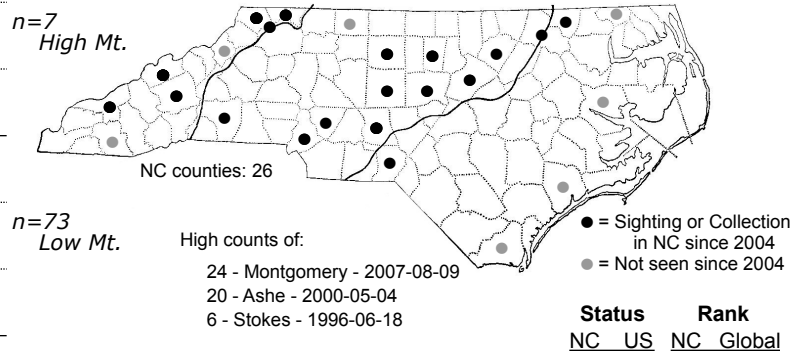 n=7
High Mt.
NC counties: 26
n=73
Low Mt.
High counts of:
24 - Montgomery - 2007-08-09
20 - Ashe - 2000-05-04
6 - Stokes - 1996-06-18
= Sighting or Collection
in NC since 2004
= Not seen since 2004
Status Rank
NC US NC Global